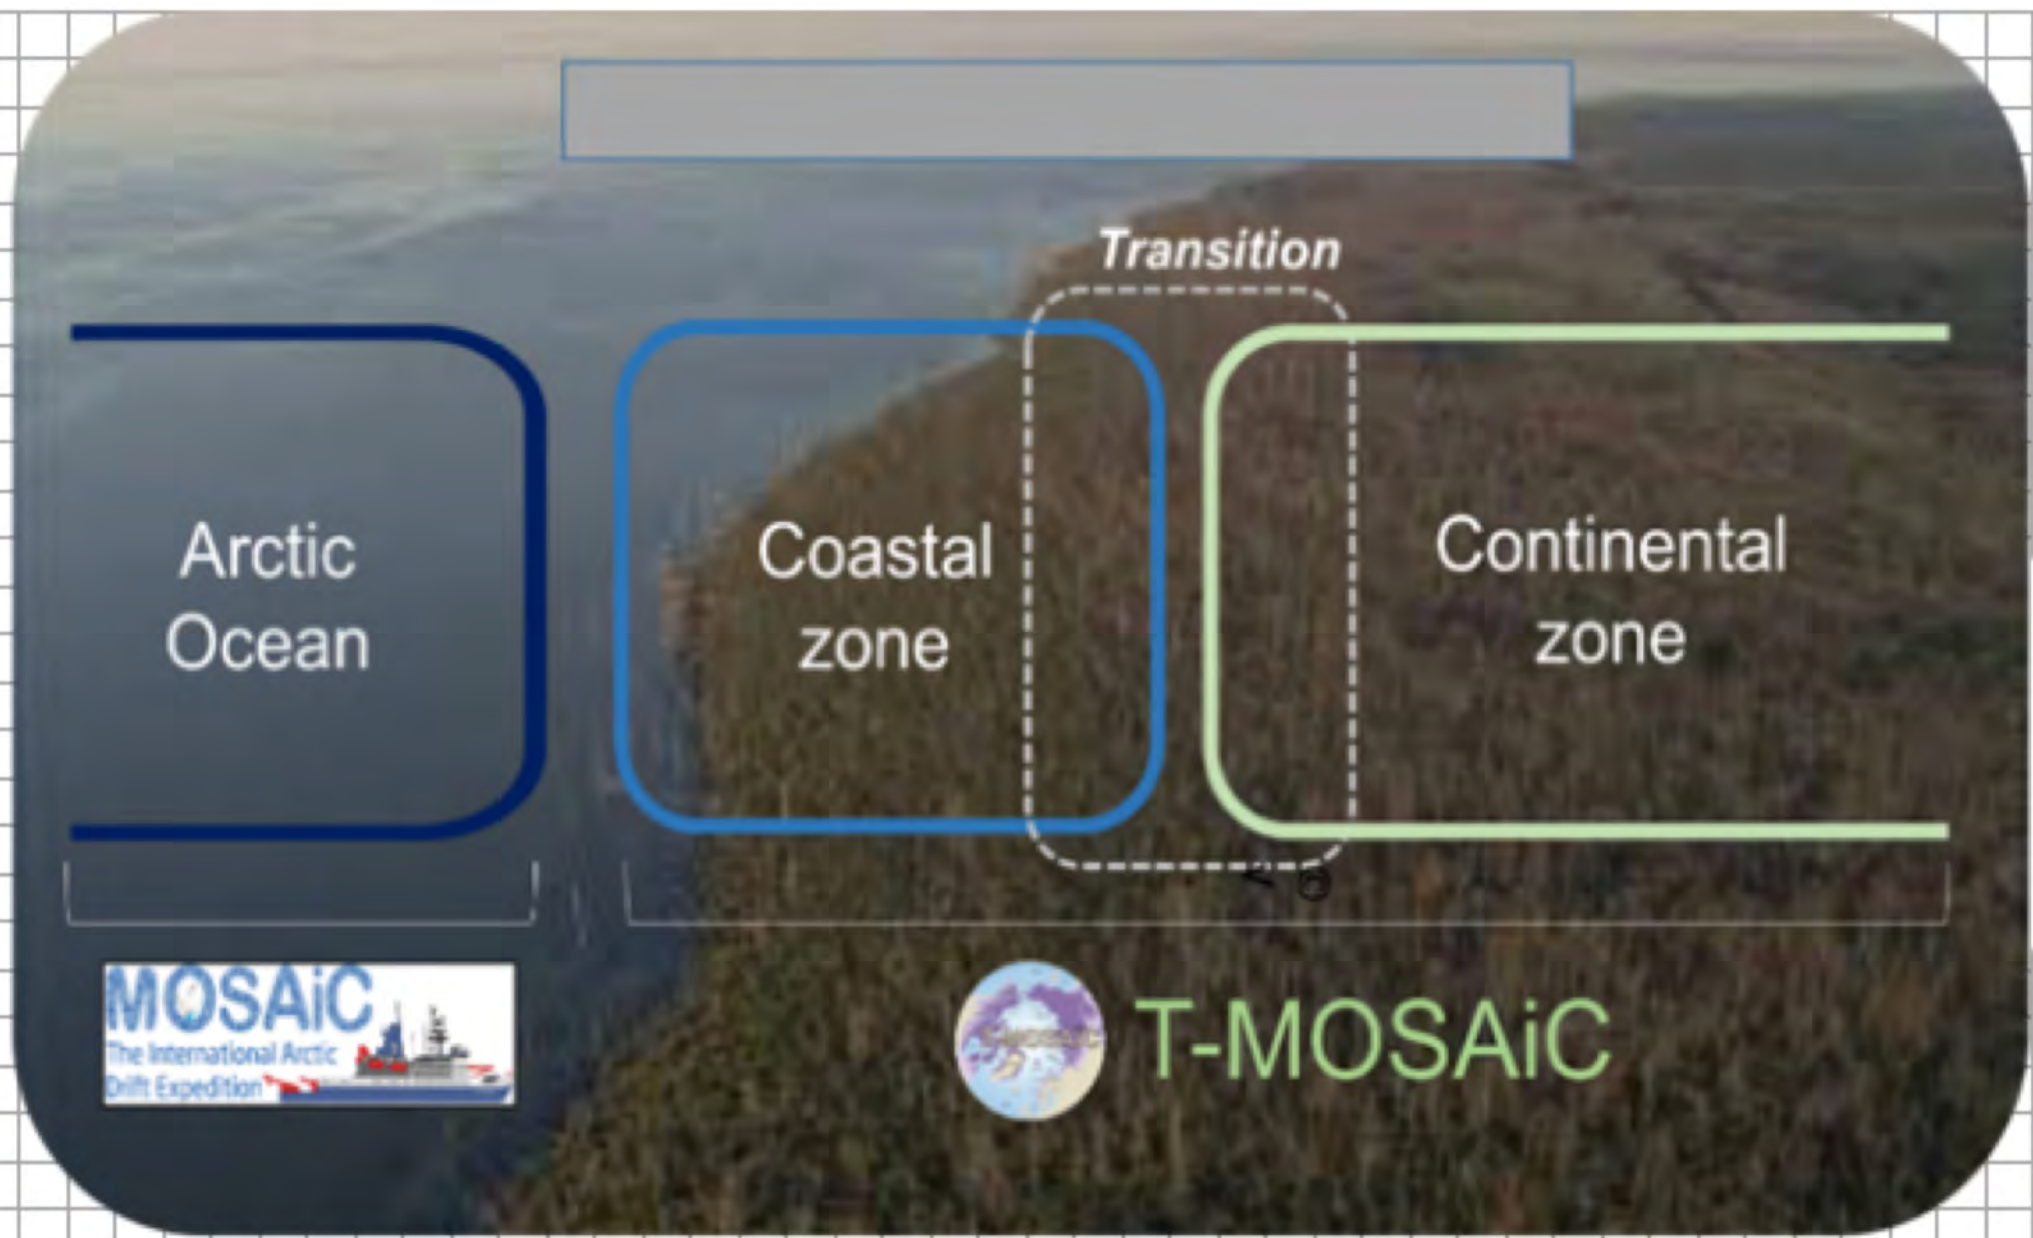 Transition
Arctic
Ocean
Coastal
zone
Continental
zone
MOSAiC
The International Arctic
Drift Expedition
T-MOSAiC